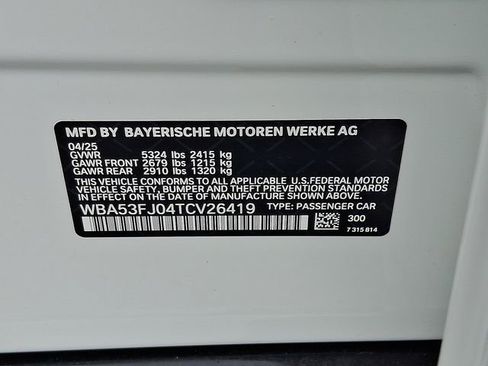 MFD BY BAYERISCHE MOTOREN WERKE AG
04/25
GVWR 5324 lbs 2415 kg
GAWR FRONT 2679 lbs 1215 kg
GAWR REAR 2910 lbs 1320 kg
THIS VEHICLE CONFORMS TO ALL APPLICABLE FEDERAL MOTOR
VEHICLE SAFETY, BUMPER AND THEFT PREVENTION STANDARDS
IN EFFECT ON THE DATE OF MANUFACTURE SHOWN ABOVE.
WBA53FJ04TCV26419 TYPE: PASSENGER CAR
300
7 315 814